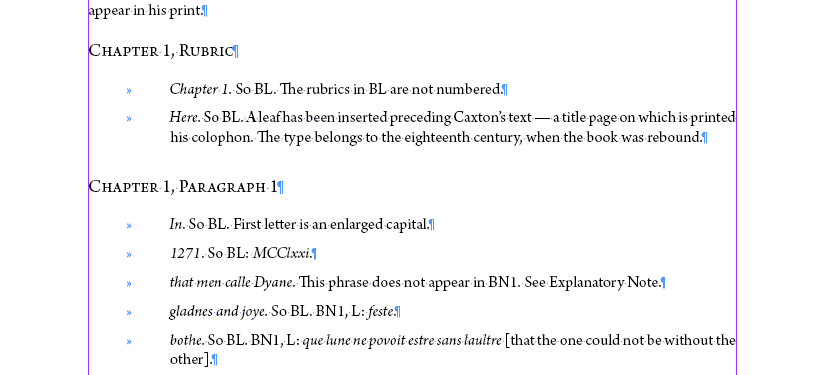 appear in his print.¶
Chapter 1, Rubric¶
» Chapter 1. So BL. The rubrics in BL are not numbered.¶
» Here. So BL. A leaf has been inserted preceding Caxton’s text — a title page on which is printed
his colophon. The type belongs to the eighteenth century, when the book was rebound.¶
Chapter 1, Paragraph 1¶
» In. So BL. First letter is an enlarged capital.¶
» 1271. So BL: MCClxxi.¶
» that men calle Dyane. This phrase does not appear in BN1. See Explanatory Note.¶
» gladnes and joye. So BL. BN1, L: feste.¶
» bothe. So BL. BN1, L: que lune ne povoit estre sans laultre [that the one could not be without the
other].¶